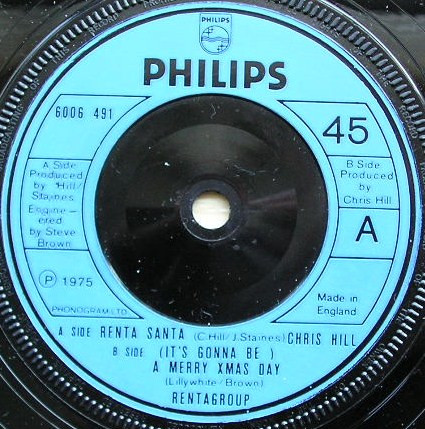 PHILIPS
6006 491
45
A Side
Produced
by Hill/
Staines
Engine-
ered
by Steve
Brown
B Side
Produced
by
Chris Hill
A
Ⓟ 1975
Made in
England
PHONOGRAM LTD.
A SIDE RENTA SANTA (C.Hill/J.Staines) CHRIS HILL
B SIDE (IT'S GONNA BE)
A MERRY XMAS DAY
(Lillywhite/Brown)
RENTAGROUP